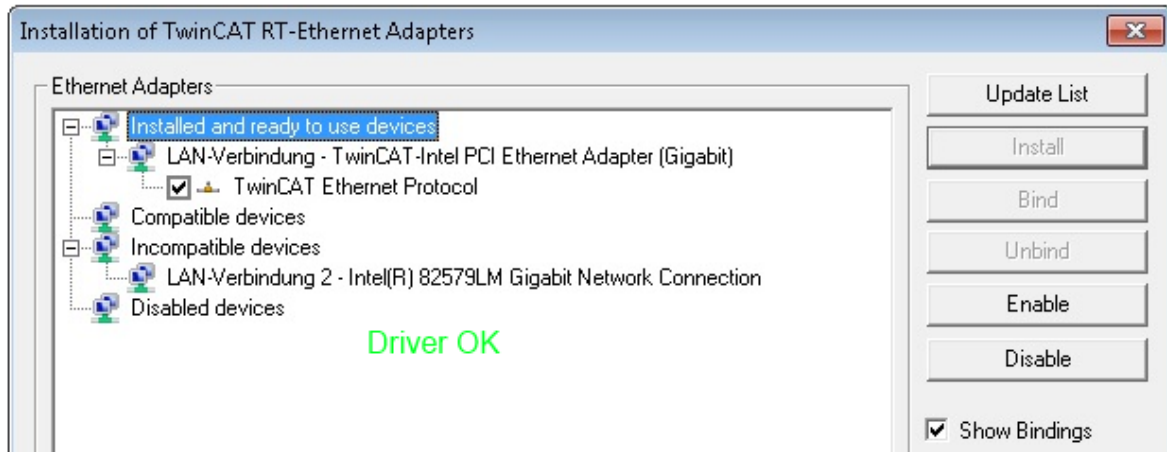 Installation of TwinCAT RT-Ethernet Adapters
Ethernet Adapters
Installed and ready to use devices
LAN-Verbindung - TwinCAT-Intel PCI Ethernet Adapter (Gigabit)
TwinCAT Ethernet Protocol
Compatible devices
Incompatible devices
LAN-Verbindung 2 - Intel(R) 82579LM Gigabit Network Connection
Disabled devices
Driver OK
Update List
Install
Bind
Unbind
Enable
Disable
Show Bindings